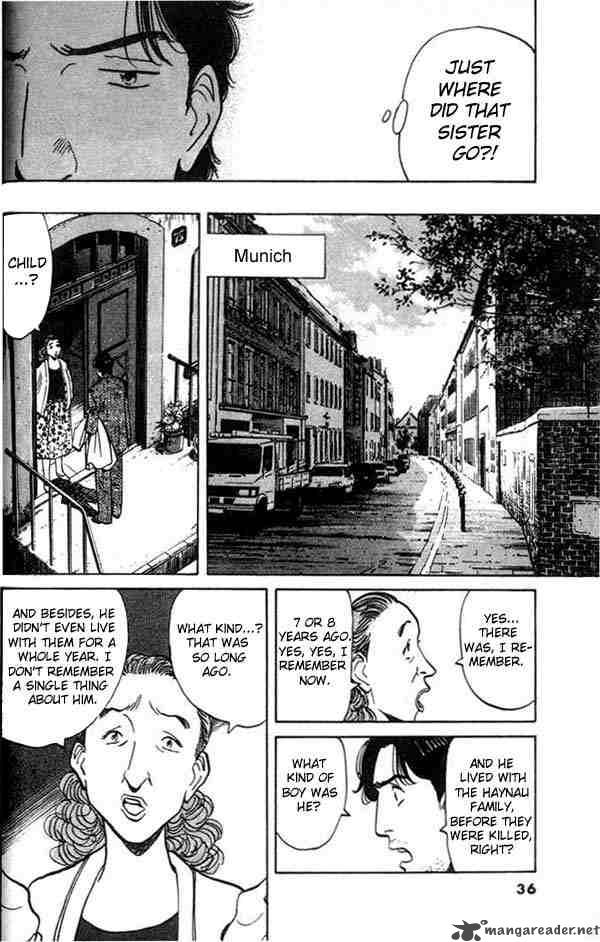 JUST
WHERE
DID THAT
SISTER
GO?!
Munich
75
CHILD
...?
YES...
THERE
WAS, I RE-
MEMBER.
7 OR 8
YEARS AGO.
YES, YES, I
REMEMBER
NOW.
AND HE
LIVED WITH
THE HAYNAU
FAMILY,
BEFORE THEY
WERE KILLED,
RIGHT?
WHAT
KIND OF
BOY WAS
HE?
WHAT KIND...?
THAT WAS
SO LONG
AGO.
AND BESIDES, HE
DIDN'T EVEN LIVE
WITH THEM FOR A
WHOLE YEAR. I
DON'T REMEMBER
A SINGLE THING
ABOUT HIM.
36
mangareader.net